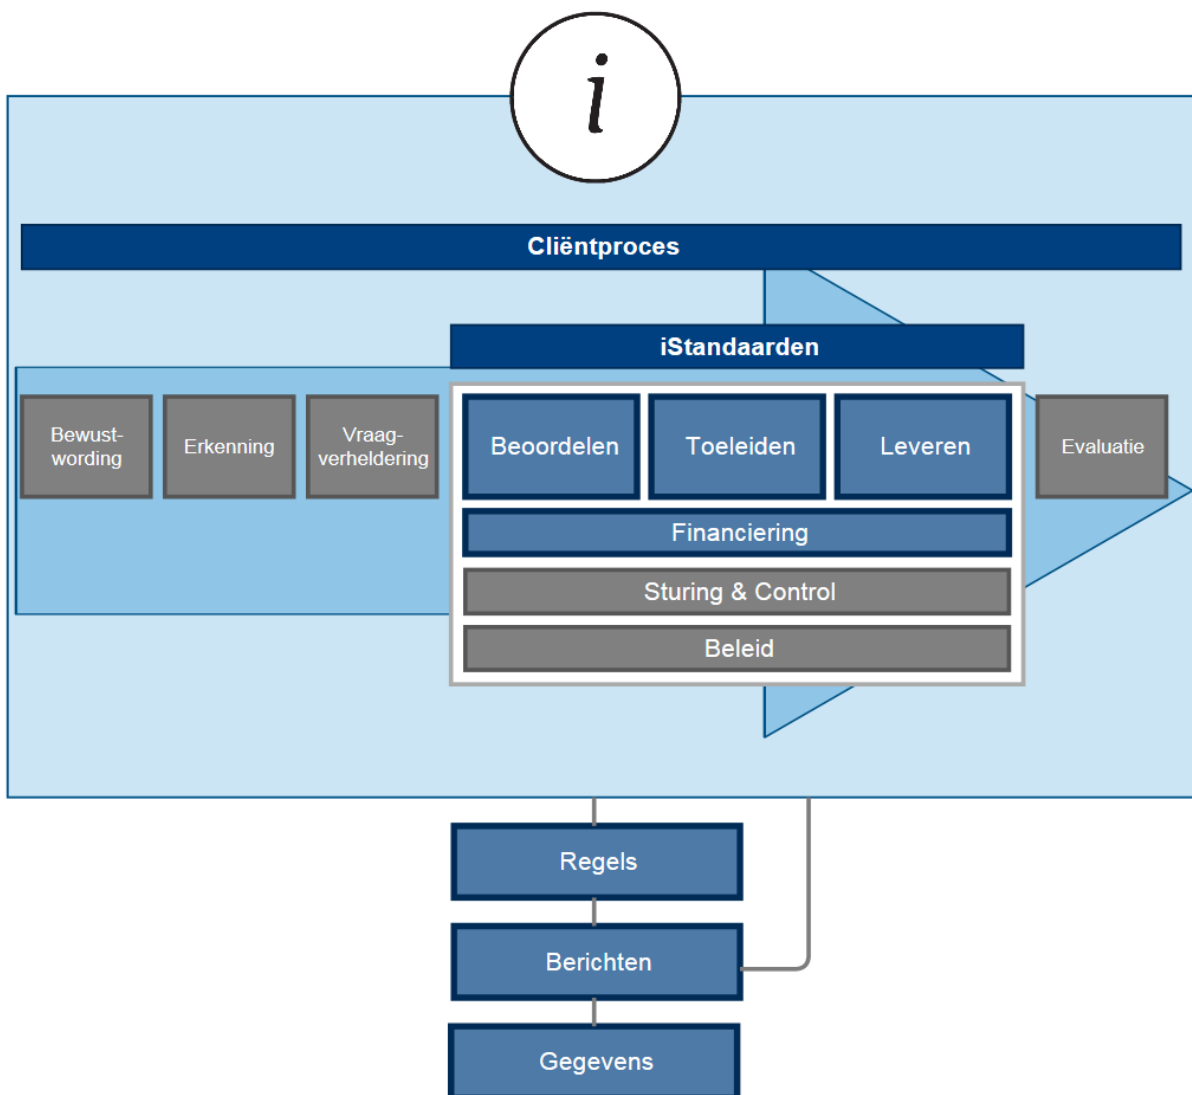 i
Cliëntproces
iStandaarden
Bewust-
wording
Erkenning
Vraag-
verheldering
Beoordelen
Toeleiden
Leveren
Evaluatie
Financiering
Sturing & Control
Beleid
Regels
Berichten
Gegevens